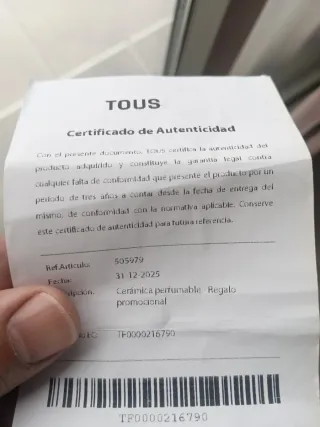 TOUS
Certificado de Autenticidad
Con el presente documento, TOUS certifica la autenticidad del
producto adquirido y constituye la garantía legal contra
cualquier falta de conformidad que presente el producto por un
período de tres años a contar desde la fecha de entrega del
mismo, de conformidad con la normativa aplicable. Conserve
este certificado de autenticidad para futura referencia.
Ref.Artículo: 505979
Fecha: 31-12-2025
Cerámica perfumable Regalo
promocional
TF0000216790
TF0000216790